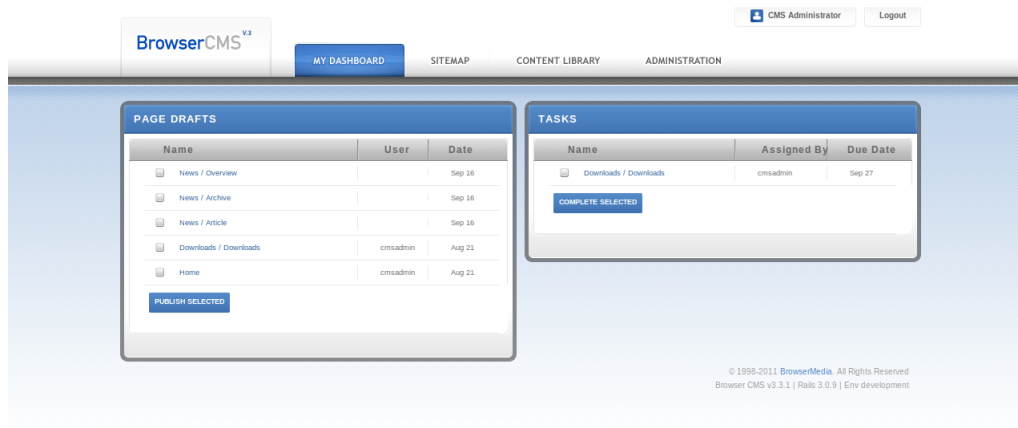 CMS Administrator Logout
BrowserCMS V.3
MY DASHBOARD SITEMAP CONTENT LIBRARY ADMINISTRATION
PAGE DRAFTS
Name User Date
News / Overview Sep 16
News / Archive Sep 16
News / Article Sep 16
Downloads / Downloads cmsadmin Aug 21
Home cmsadmin Aug 21
PUBLISH SELECTED
TASKS
Name Assigned By Due Date
Downloads / Downloads cmsadmin Sep 27
COMPLETE SELECTED
© 1998-2011 BrowserMedia. All Rights Reserved
Browser CMS v3.3.1 | Rails 3.0.9 | Env development